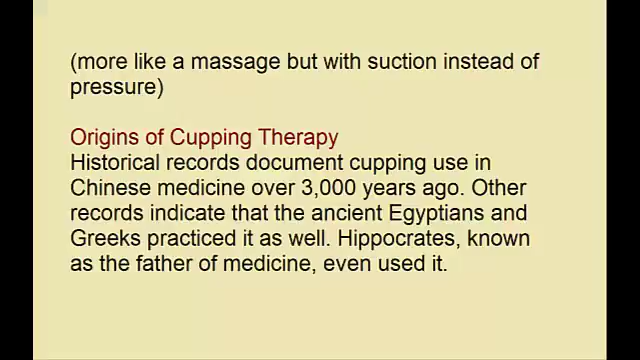 (more like a massage but with suction instead of
pressure)
Origins of Cupping Therapy
Historical records document cupping use in
Chinese medicine over 3,000 years ago. Other
records indicate that the ancient Egyptians and
Greeks practiced it as well. Hippocrates, known
as the father of medicine, even used it.